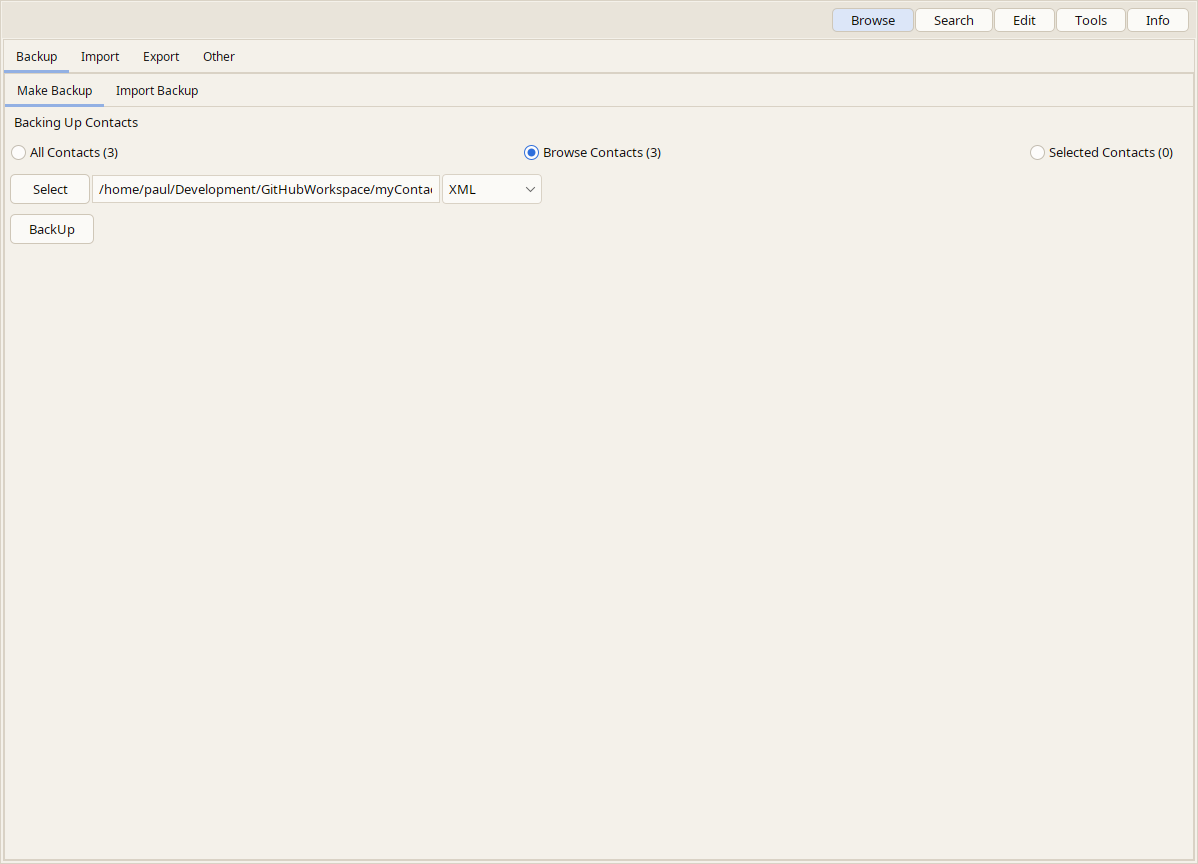 Browse Search Edit Tools Info
Backup Import Export Other
Make Backup Import Backup
Backing Up Contacts
All Contacts (3) Browse Contacts (3) Selected Contacts (0)
Select /home/paul/Development/GitHubWorkspace/myConta XML
BackUp